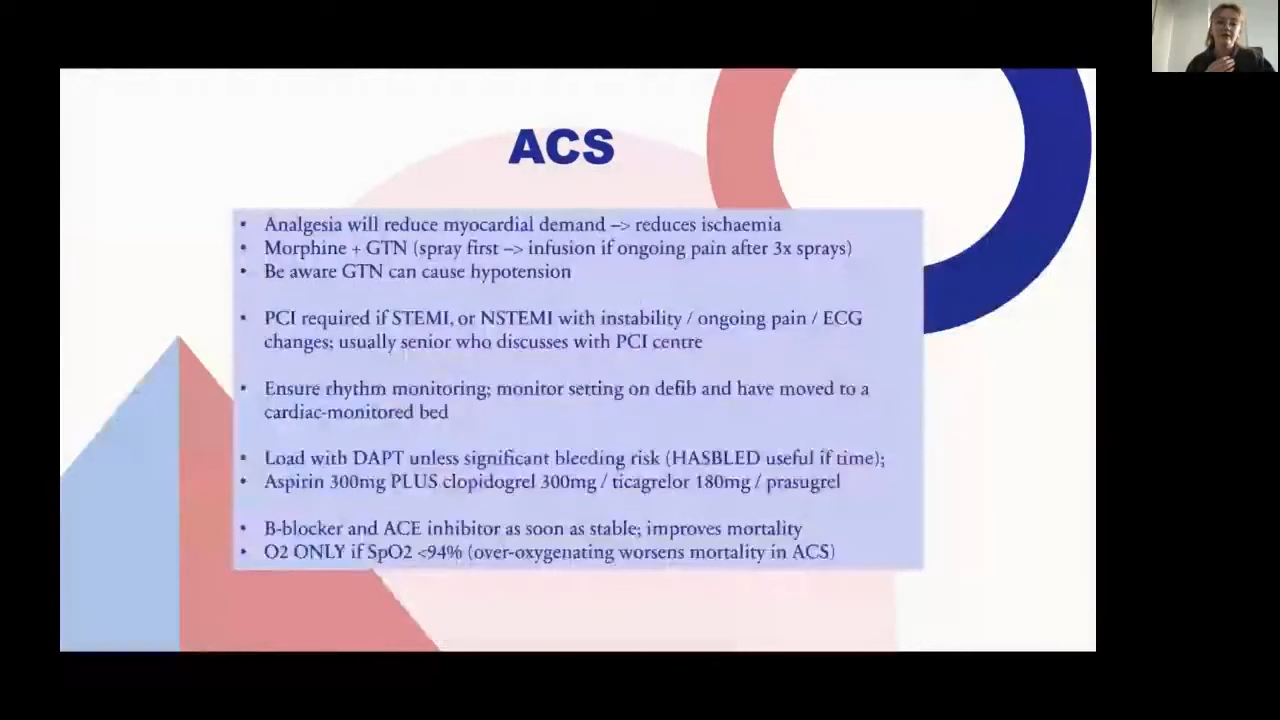 ACS
• Analgesia will reduce myocardial demand –> reduces ischaemia
• Morphine + GTN (spray first –> infusion if ongoing pain after 3x sprays)
• Be aware GTN can cause hypotension
• PCI required if STEMI, or NSTEMI with instability / ongoing pain / ECG
changes; usually senior who discusses with PCI centre
• Ensure rhythm monitoring; monitor setting on defib and have moved to a
cardiac-monitored bed
• Load with DAPT unless significant bleeding risk (HASBLED useful if time);
• Aspirin 300mg PLUS clopidogrel 300mg / ticagrelor 180mg / prasugrel
• B-blocker and ACE inhibitor as soon as stable; improves mortality
• O2 ONLY if SpO2 <94% (over-oxygenating worsens mortality in ACS)